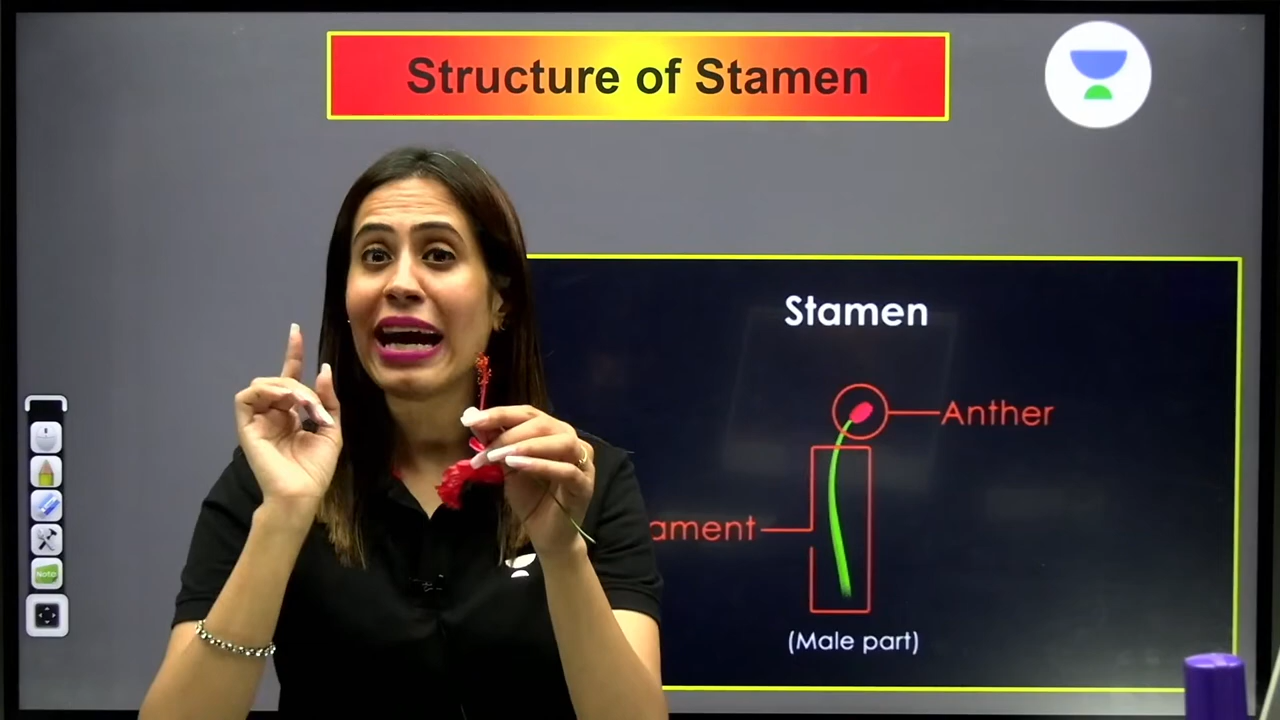 Structure of Stamen
Stamen
Anther
ament
(Male part)
Note